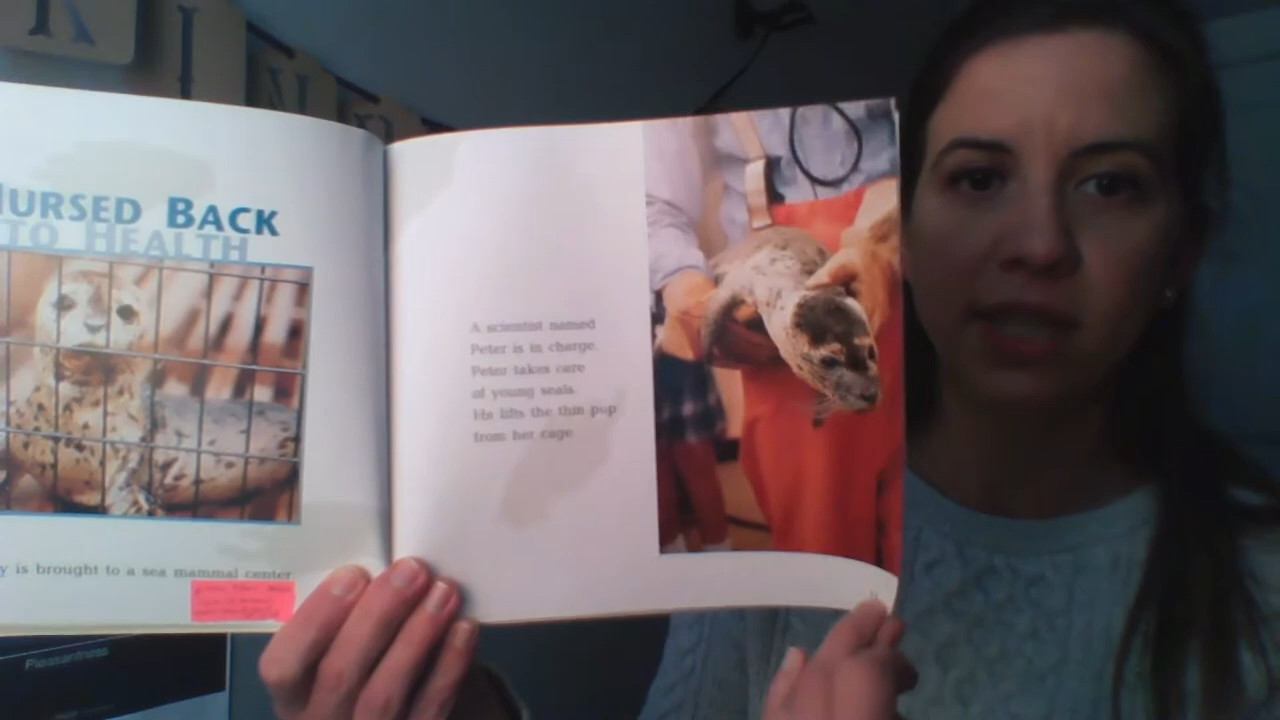 K I N
NURSED BACK
TO HEALTH
y is brought to a sea mammal center.
A scientist named
Peter is in charge.
Peter takes care
of young seals.
He lifts the thin pup
from her cage.
Pleasantness